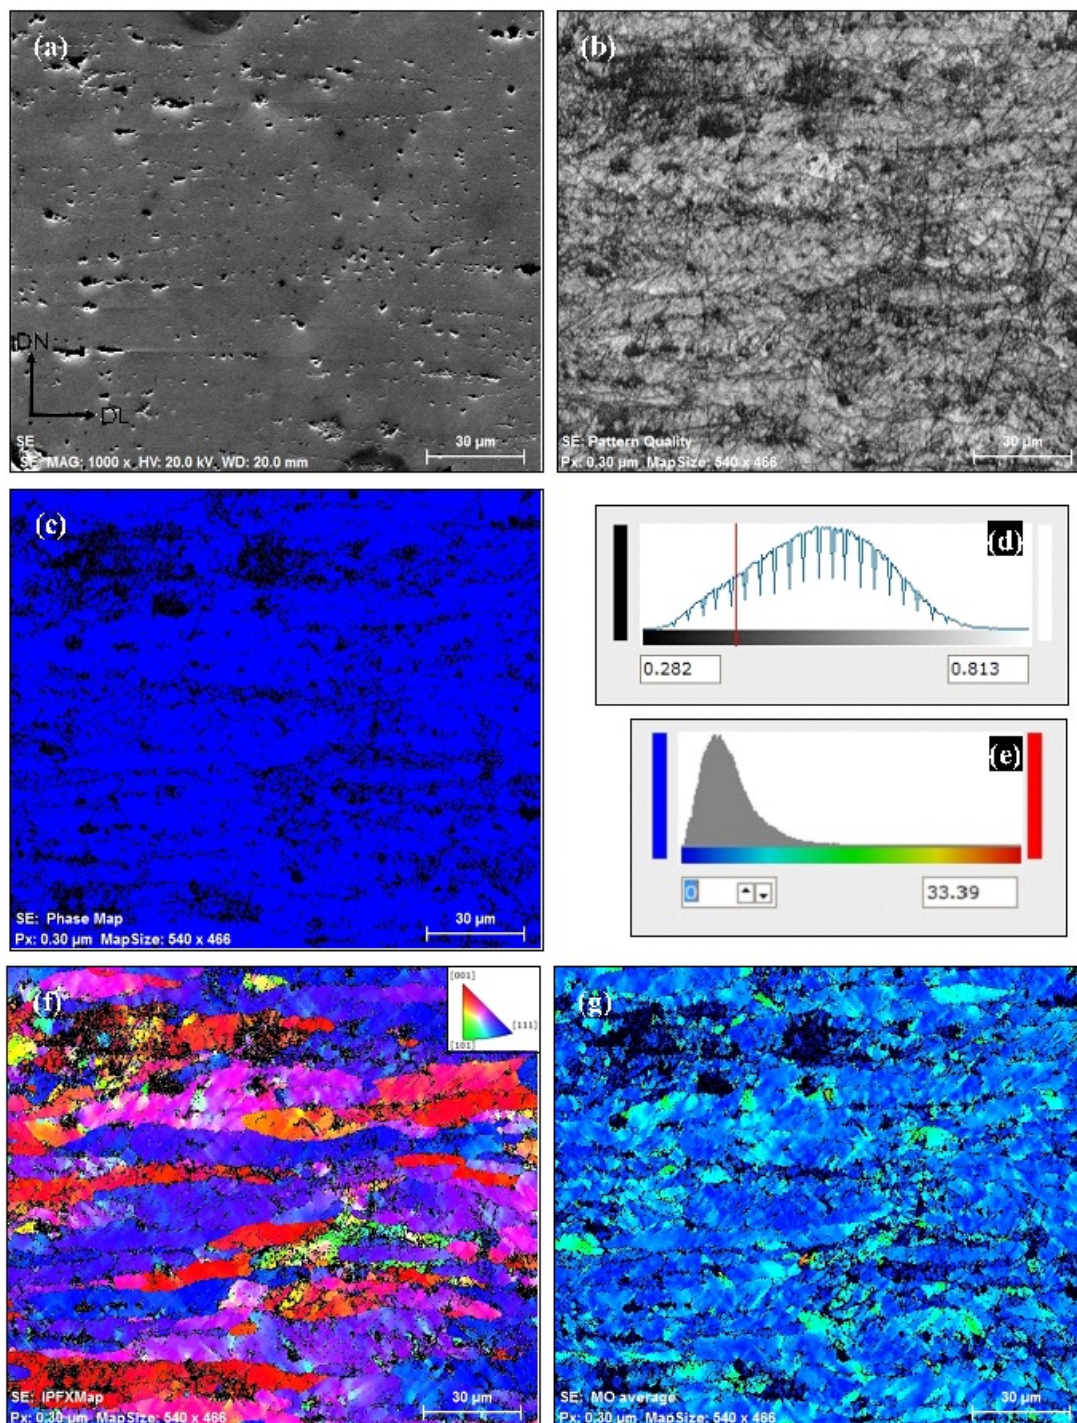 (a)
DN
DL
SE
SE MAG: 1000 x HV: 20.0 kV WD: 20.0 mm
30 µm
(b)
SE: Pattern Quality
Px: 0.30 µm MapSize: 540 x 466
30 µm
(c)
SE: Phase Map
Px: 0.30 µm MapSize: 540 x 466
30 µm
(d)
0.282
0.813
(e)
0
33.39
(f)
[001]
[111]
[101]
SE: IPFXMap
Px: 0.30 µm MapSize: 540 x 466
30 µm
(g)
SE: MO average
Px: 0.30 µm MapSize: 540 x 466
30 µm